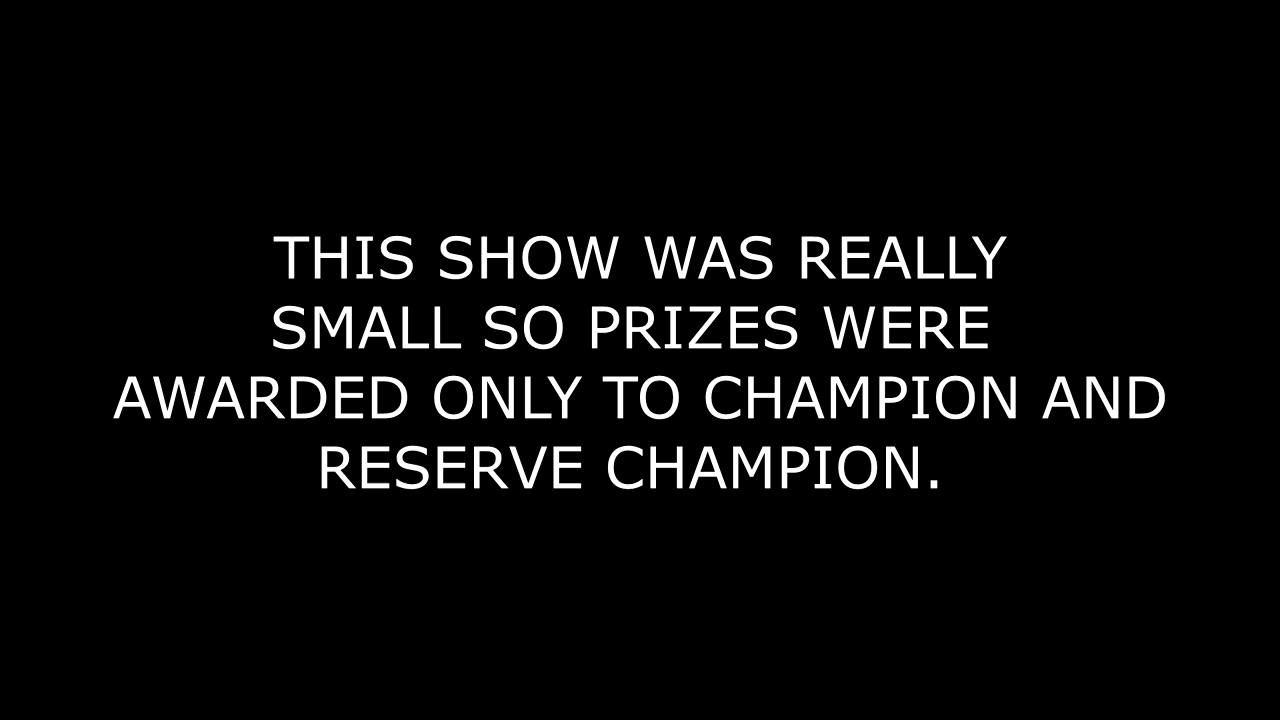 THIS SHOW WAS REALLY
SMALL SO PRIZES WERE
AWARDED ONLY TO CHAMPION AND
RESERVE CHAMPION.